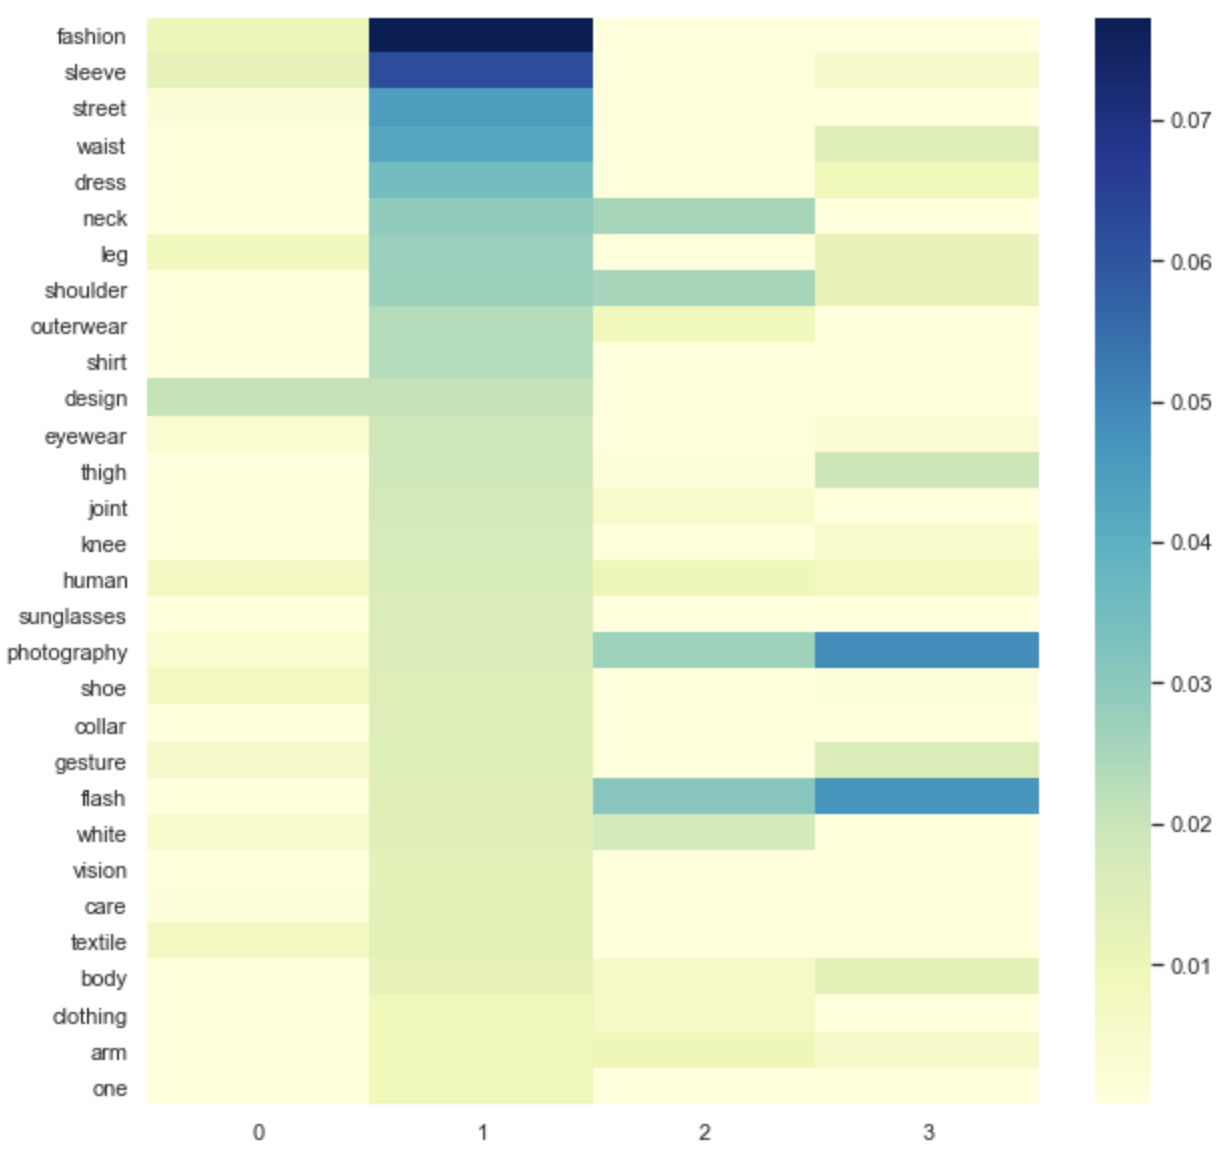 fashion
sleeve
street
waist
dress
neck
leg
shoulder
outerwear
shirt
design
eyewear
thigh
joint
knee
human
sunglasses
photography
shoe
collar
gesture
flash
white
vision
care
textile
body
clothing
arm
one
0 1 2 3
0.07
0.06
0.05
0.04
0.03
0.02
0.01